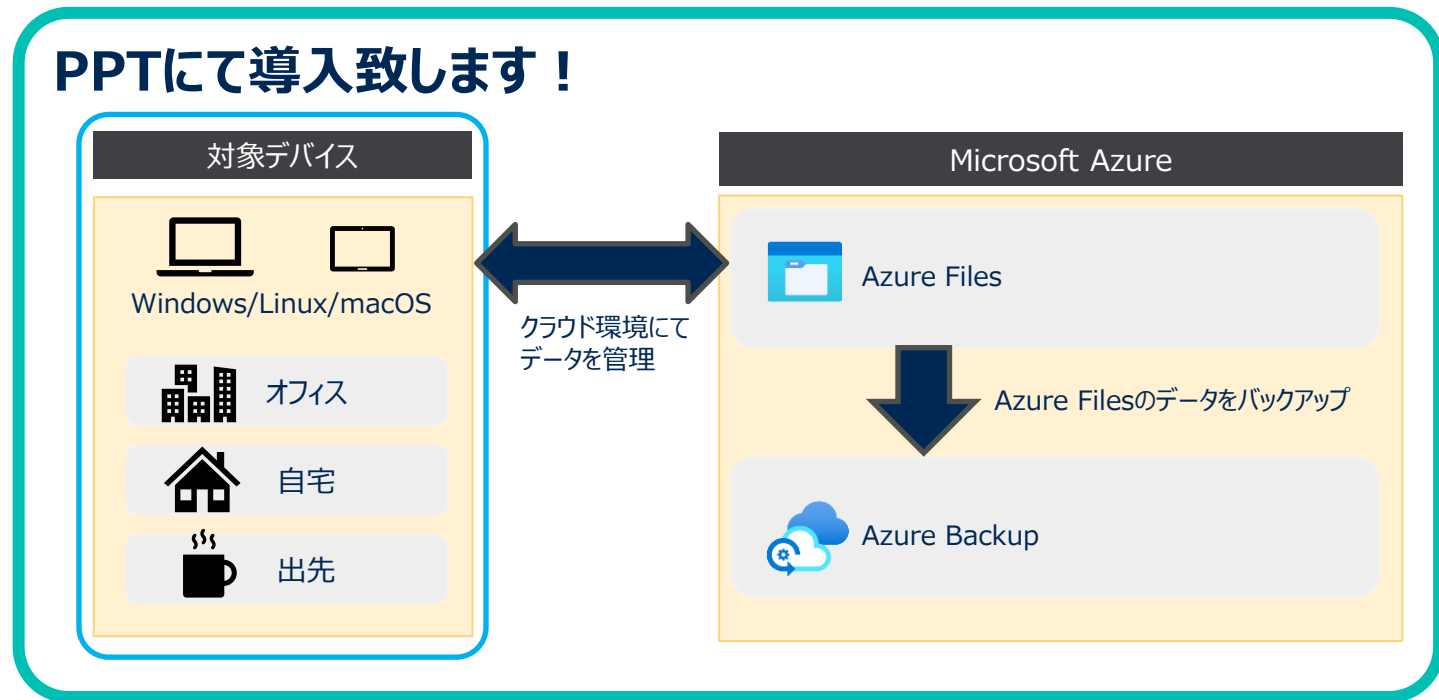 PPTにて導入致します！
対象デバイス
Windows/Linux/macOS
オフィス
自宅
出先
クラウド環境にて
データを管理
Microsoft Azure
Azure Files
Azure Filesのデータをバックアップ
Azure Backup